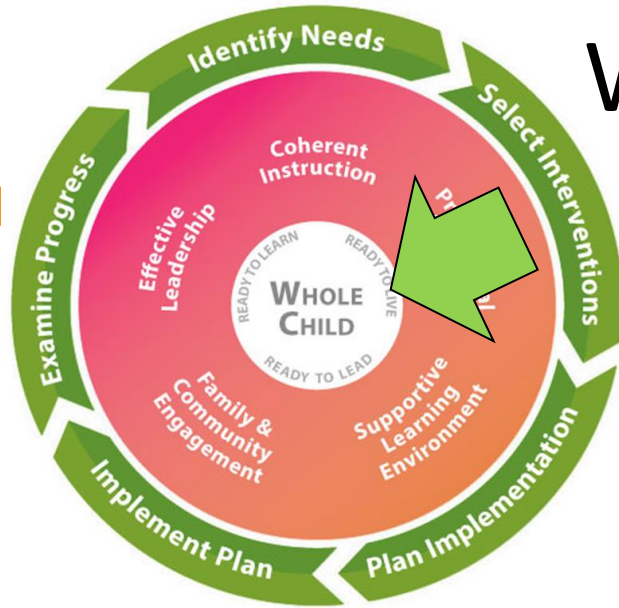 Identify Needs
Select Interventions
Plan Implementation
Implement Plan
Examine Progress
Coherent
Instruction
Supportive
Learning
Environment
Family &
Community
Engagement
Effective
Leadership
READY TO LEARN
READY TO LIVE
READY TO LEAD
WHOLE
CHILD